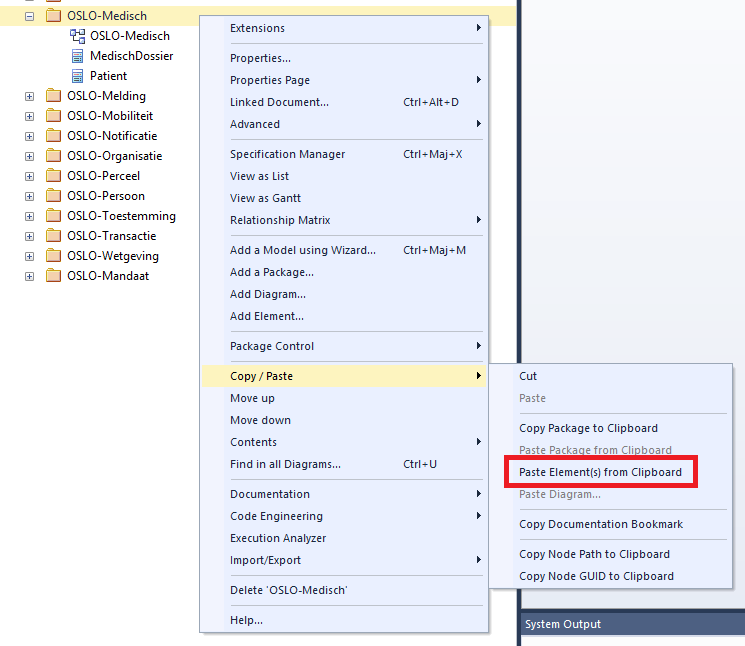 OSLO-Medisch
OSLO-Medisch
MedischDossier
Patient
OSLO-Melding
OSLO-Mobiliteit
OSLO-Notificatie
OSLO-Organisatie
OSLO-Perceel
OSLO-Persoon
OSLO-Toestemming
OSLO-Transactie
OSLO-Wetgeving
OSLO-Mandaat
Extensions
Properties...
Properties Page
Linked Document... Ctrl+Alt+D
Advanced
Specification Manager Ctrl+Maj+X
View as List
View as Gantt
Relationship Matrix
Add a Model using Wizard... Ctrl+Maj+M
Add a Package...
Add Diagram...
Add Element...
Package Control
Copy / Paste
Move up
Move down
Contents
Find in all Diagrams... Ctrl+U
Documentation
Code Engineering
Execution Analyzer
Import/Export
Delete 'OSLO-Medisch'
Help...
Cut
Paste
Copy Package to Clipboard
Paste Package from Clipboard
Paste Element(s) from Clipboard
Paste Diagram...
Copy Documentation Bookmark
Copy Node Path to Clipboard
Copy Node GUID to Clipboard
System Output